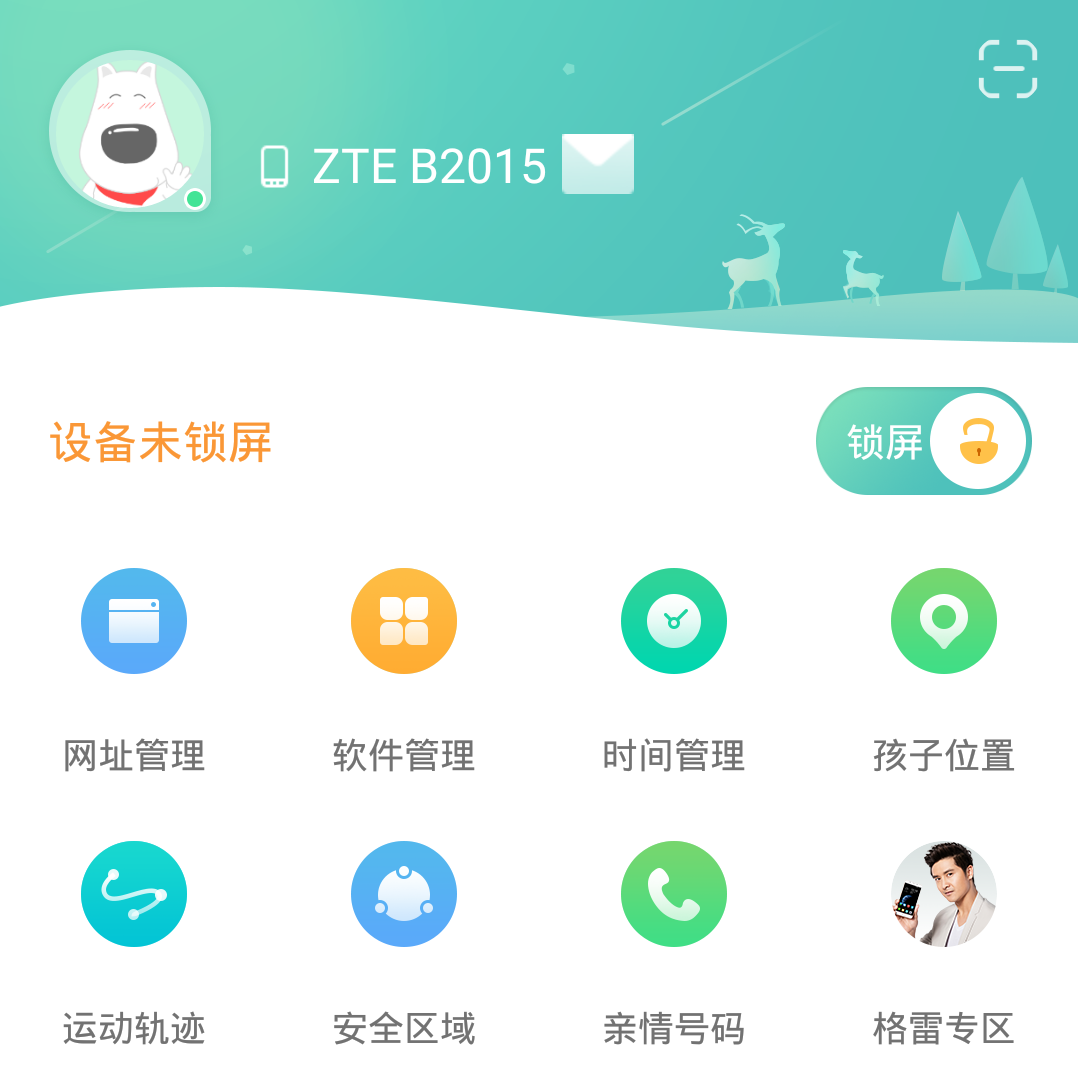 ZTE B2015
设备未锁屏
锁屏
网址管理
软件管理
时间管理
孩子位置
运动轨迹
安全区域
亲情号码
格雷专区